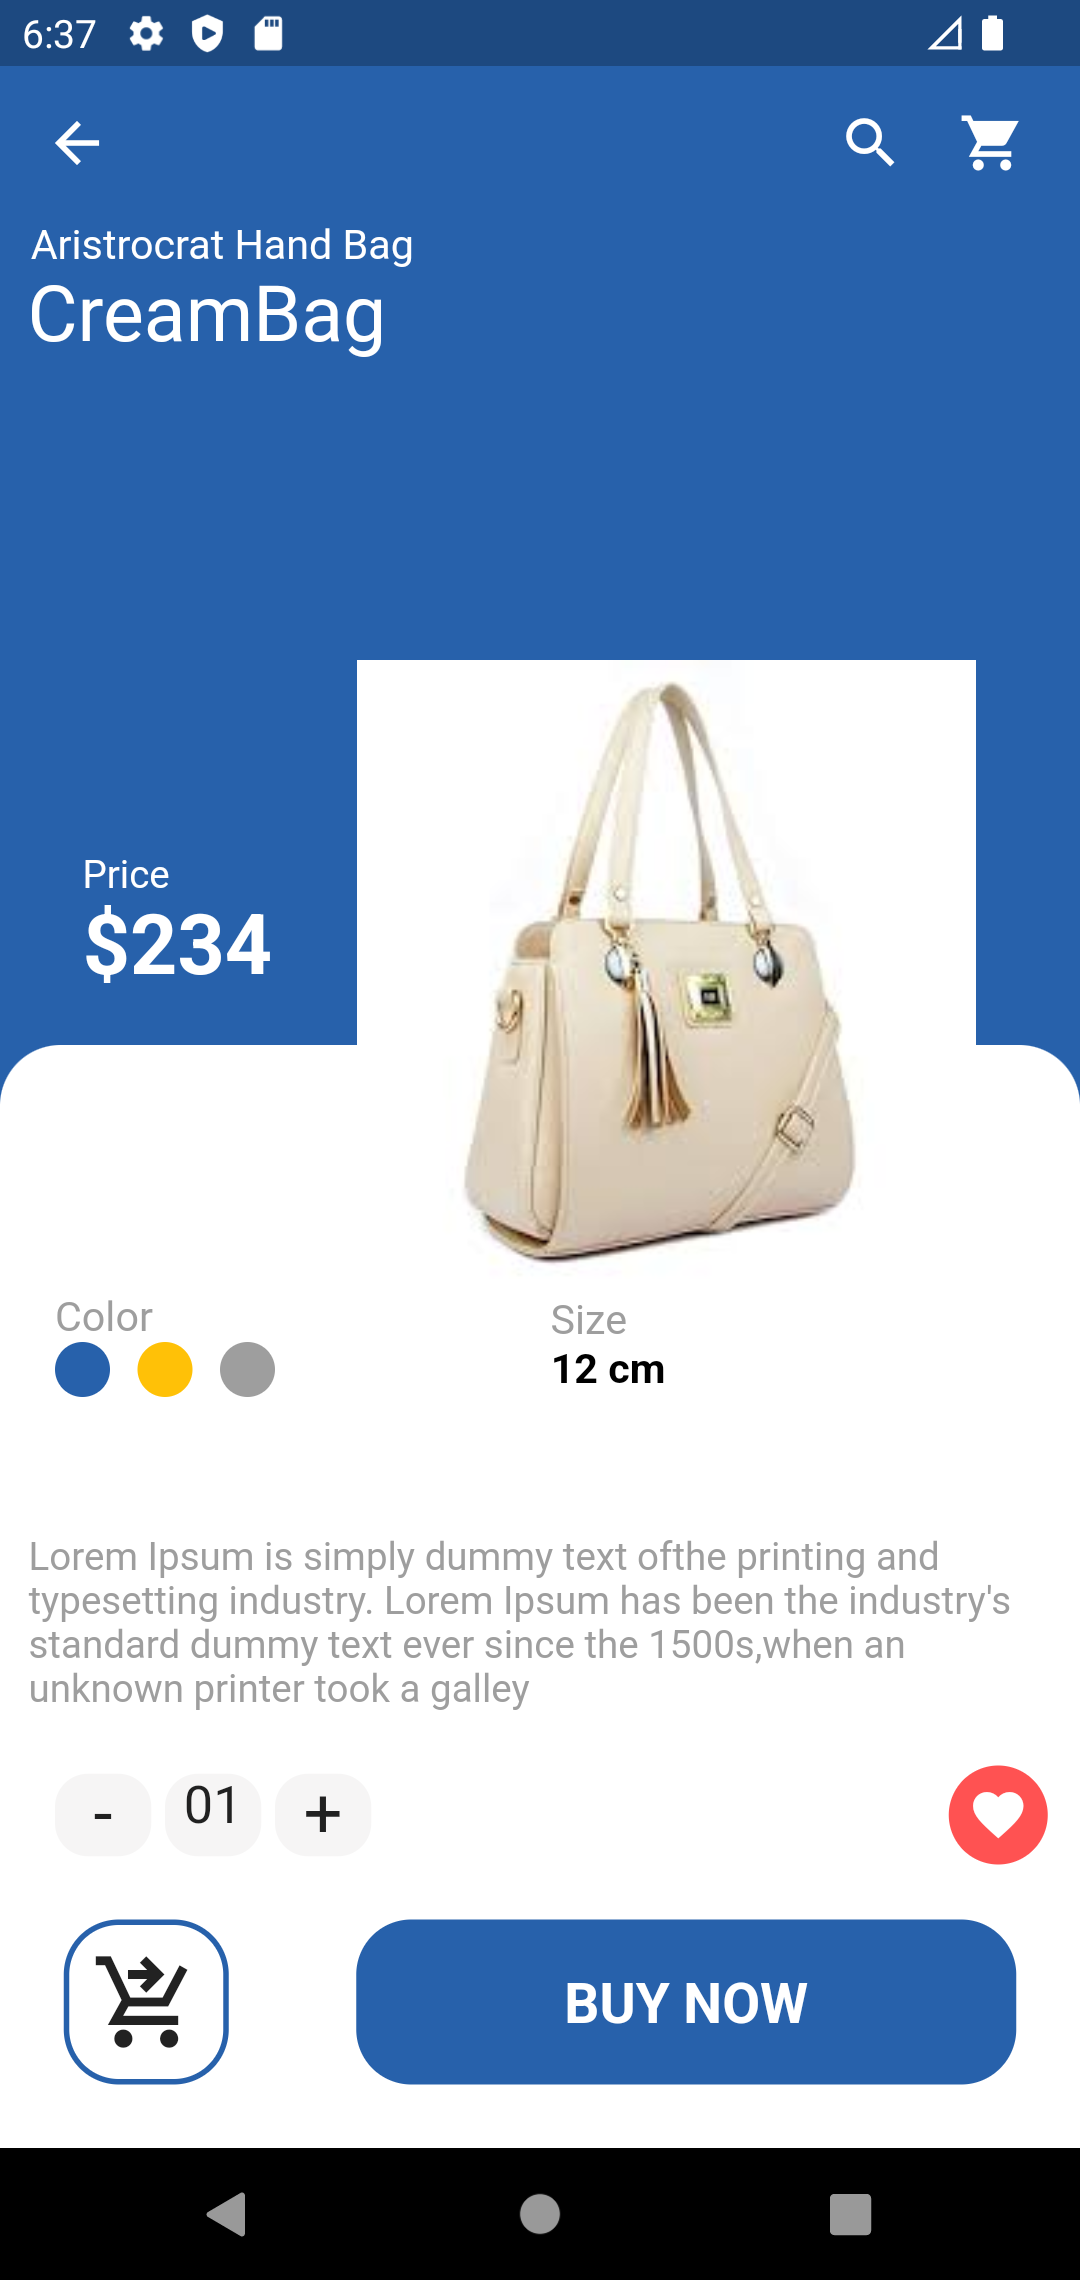 6:37
Aristrocrat Hand Bag
CreamBag
Price
$234
Color
Size
12 cm
Lorem Ipsum is simply dummy text ofthe printing and
typesetting industry. Lorem Ipsum has been the industry's
standard dummy text ever since the 1500s,when an
unknown printer took a galley
- 01 +
BUY NOW